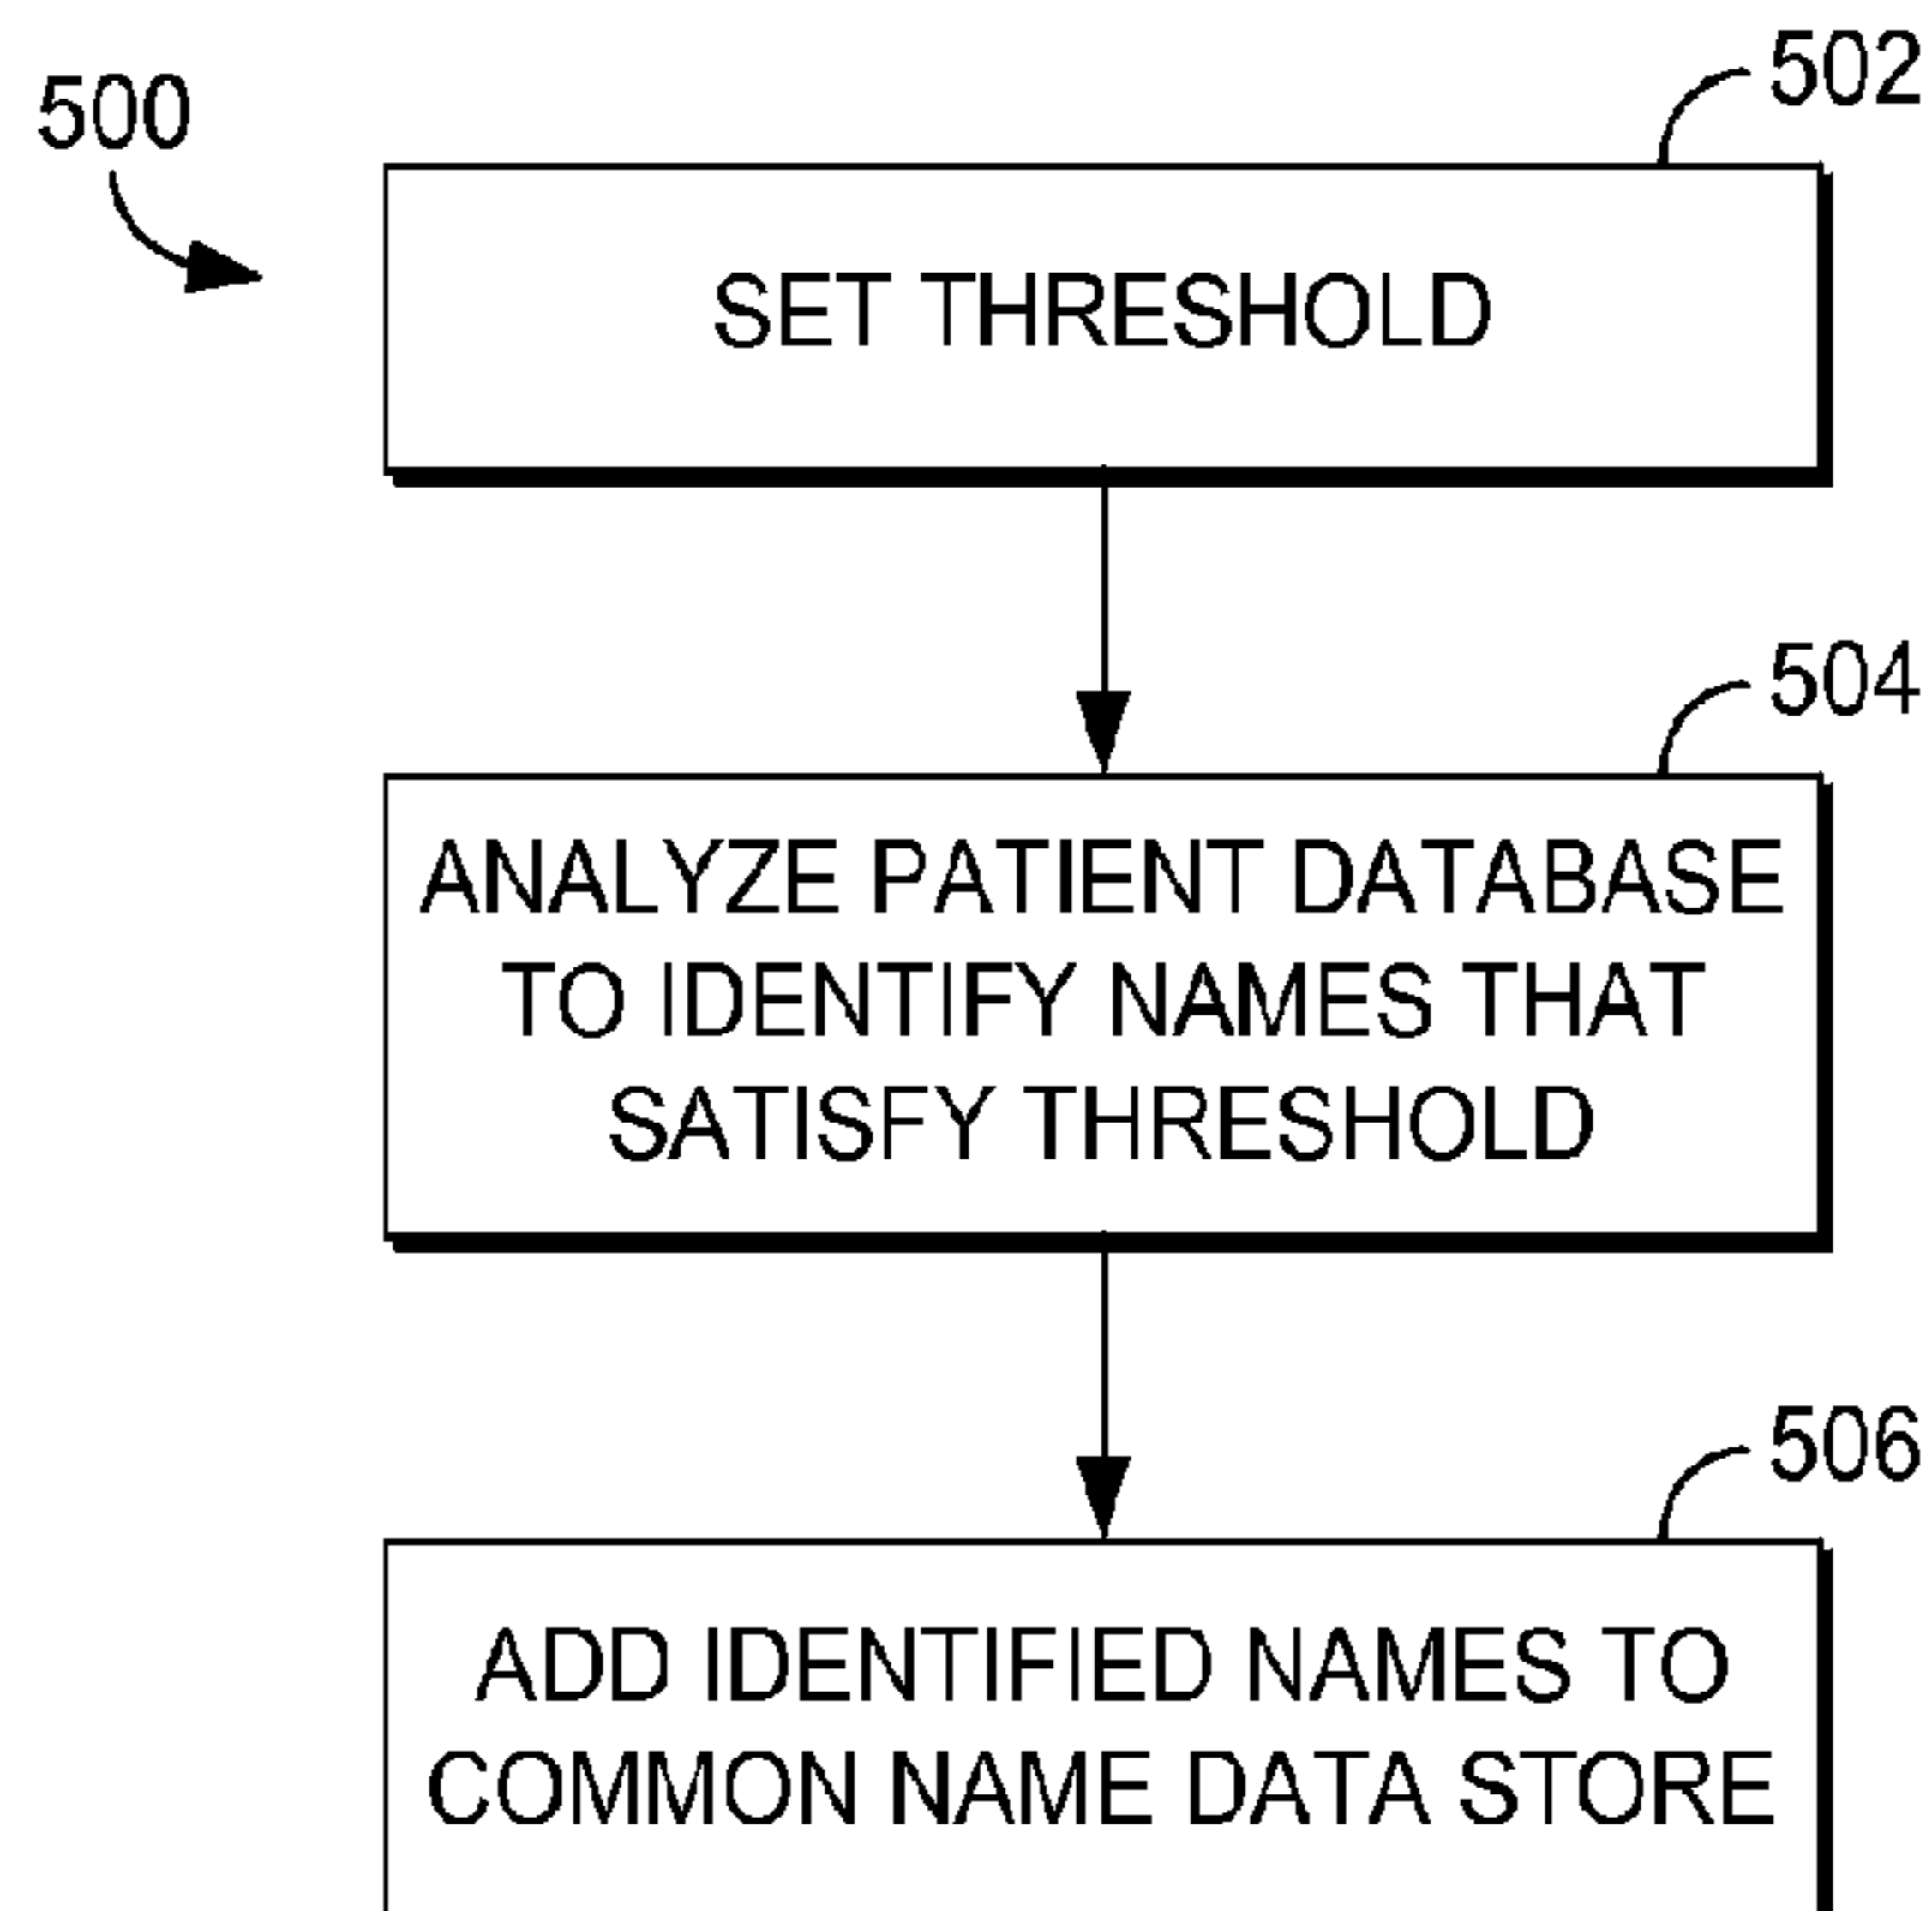 500
502
SET THRESHOLD
504
ANALYZE PATIENT DATABASE
TO IDENTIFY NAMES THAT
SATISFY THRESHOLD
506
ADD IDENTIFIED NAMES TO
COMMON NAME DATA STORE